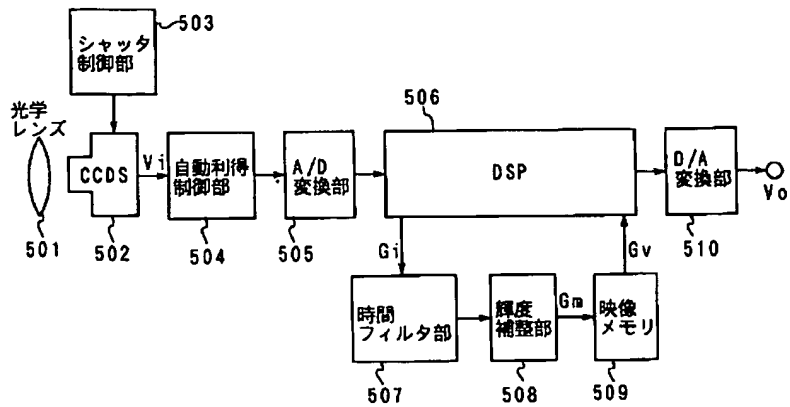 503
シャッタ
制御部
光学
レンズ
CCDS
Vi
自動利得
制御部
A/D
変換部
506
DSP
D/A
変換部
Vo
501
502
504
505
510
Gi
Gv
時間
フィルタ部
輝度
補整部
Gm
映像
メモリ
507
508
509